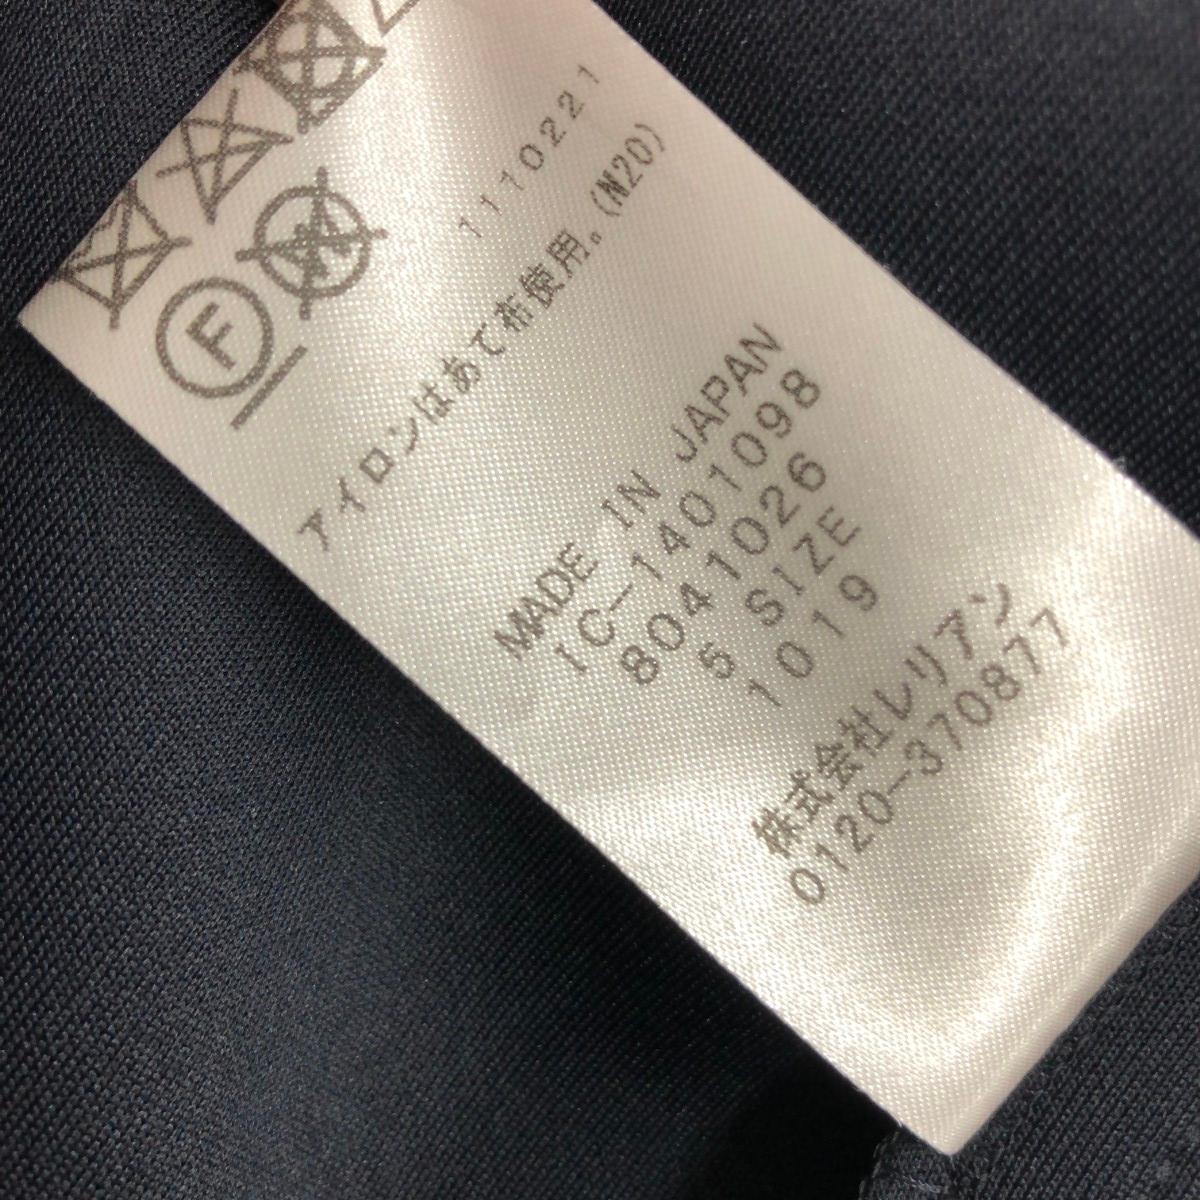 F
W
1110221
アイロンはあて布使用。(N20)
MADE IN JAPAN
IC-1401098
8041026
5 SIZE
1019
株式会社レリアン
0120-370877